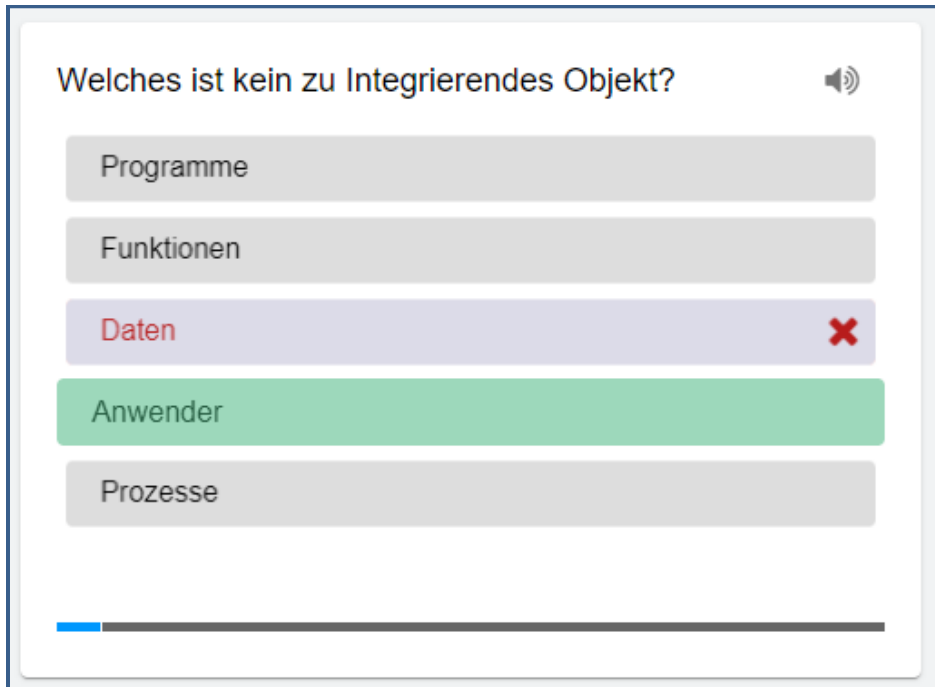 Welches ist kein zu Integrierendes Objekt?
Programme
Funktionen
Daten
Anwender
Prozesse